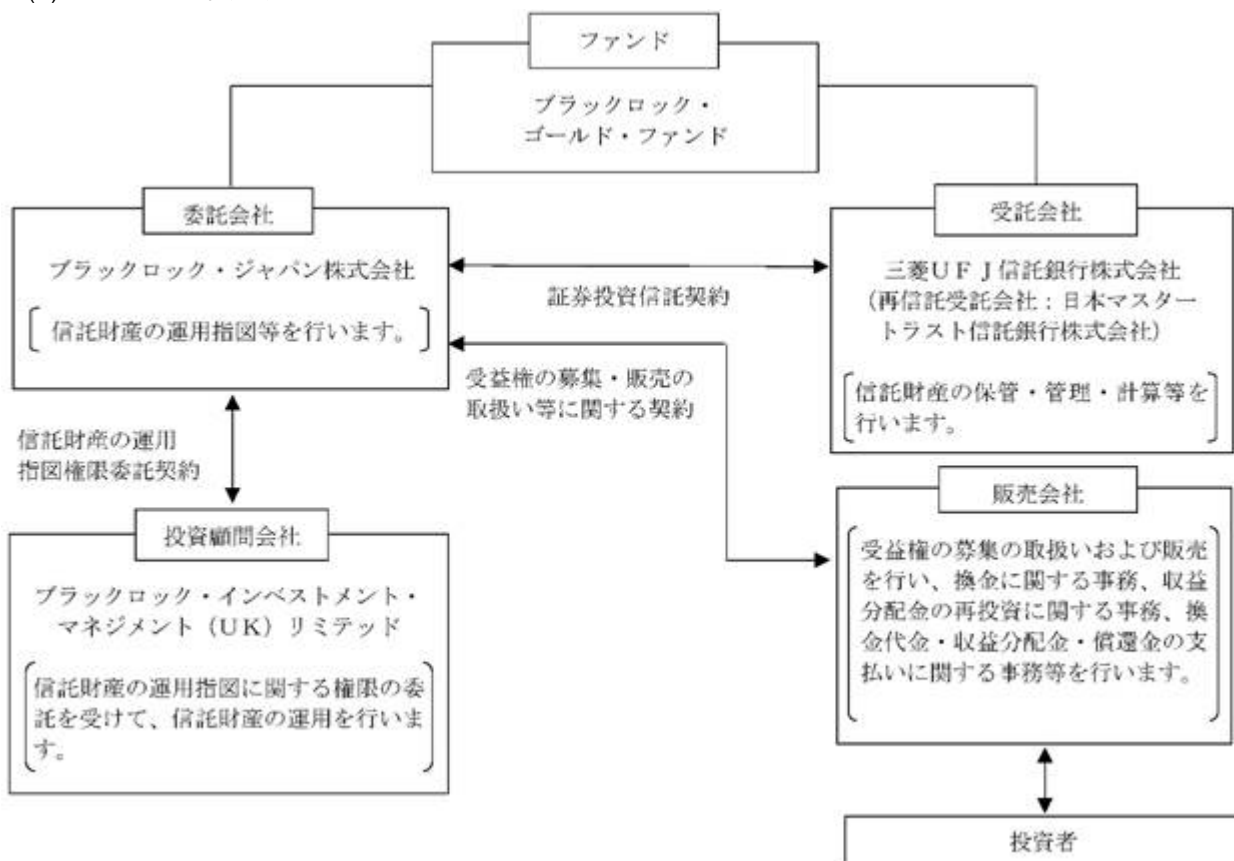 ファンド
ブラックロック・
ゴールド・ファンド
委託会社
ブラックロック・ジャパン株式会社
信託財産の運用指図等を行います。
証券投資信託契約
受益権の募集・販売の
取扱い等に関する契約
受託会社
三菱UFJ信託銀行株式会社
（再信託受託会社：日本マスター
トラスト信託銀行株式会社）
信託財産の保管・管理・計算等を
行います。
信託財産の運用
指図権限委託契約
投資顧問会社
ブラックロック・インベストメント・
マネジメント（UK）リミテッド
信託財産の運用指図に関する権限の委
託を受けて、信託財産の運用を行いま
す。
販売会社
受益権の募集の取扱いおよび販売
を行い、換金に関する事務、収益
分配金の再投資に関する事務、換
金代金・収益分配金・償還金の支
払いに関する事務等を行います。
投資者